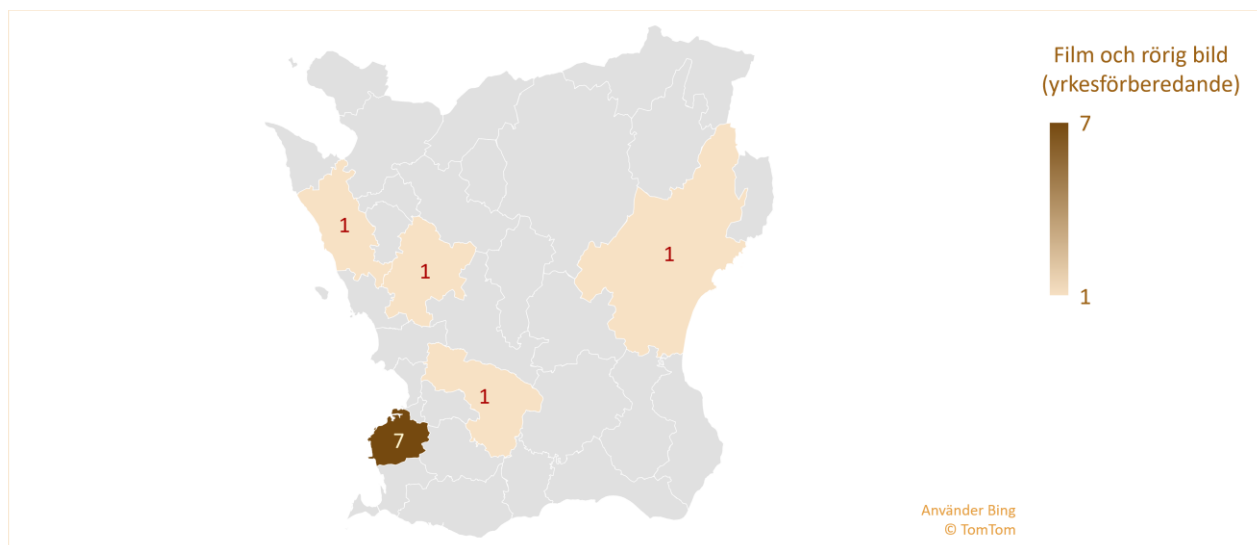 Film och rörig bild
(yrkesförberedande)
7
1
1
1
1
1
7
Använder Bing
© TomTom